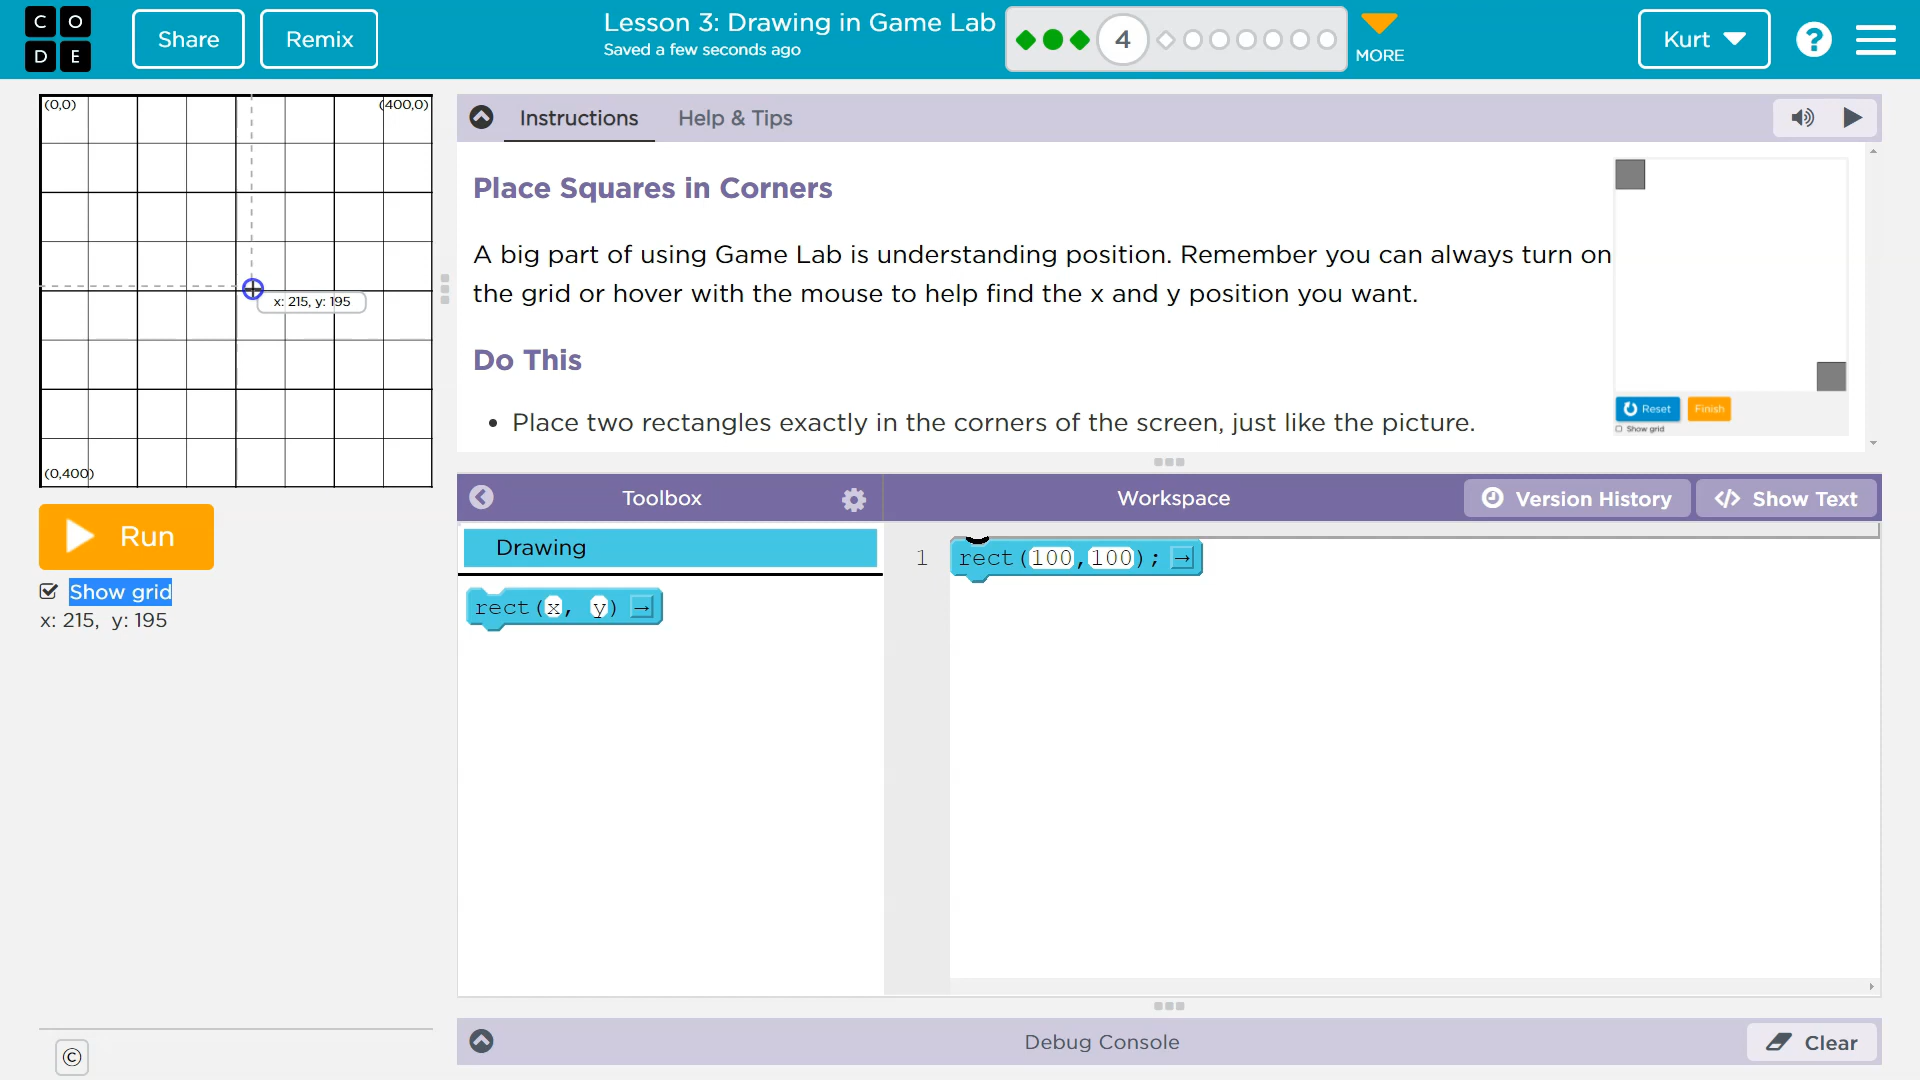 C O
D E
Share
Remix
Lesson 3: Drawing in Game Lab
Saved a few seconds ago
4
MORE
Kurt
?
(0,0)
(400,0)
x: 215, y: 195
(0,400)
Run
Show grid
x: 215, y: 195
©
Instructions
Help & Tips
Place Squares in Corners
A big part of using Game Lab is understanding position. Remember you can always turn on
the grid or hover with the mouse to help find the x and y position you want.
Do This
• Place two rectangles exactly in the corners of the screen, just like the picture.
Reset
Finish
Show grid
Toolbox
Workspace
Version History
</> Show Text
Drawing
rect(x, y) →
1
rect(100,100); →
Debug Console
Clear